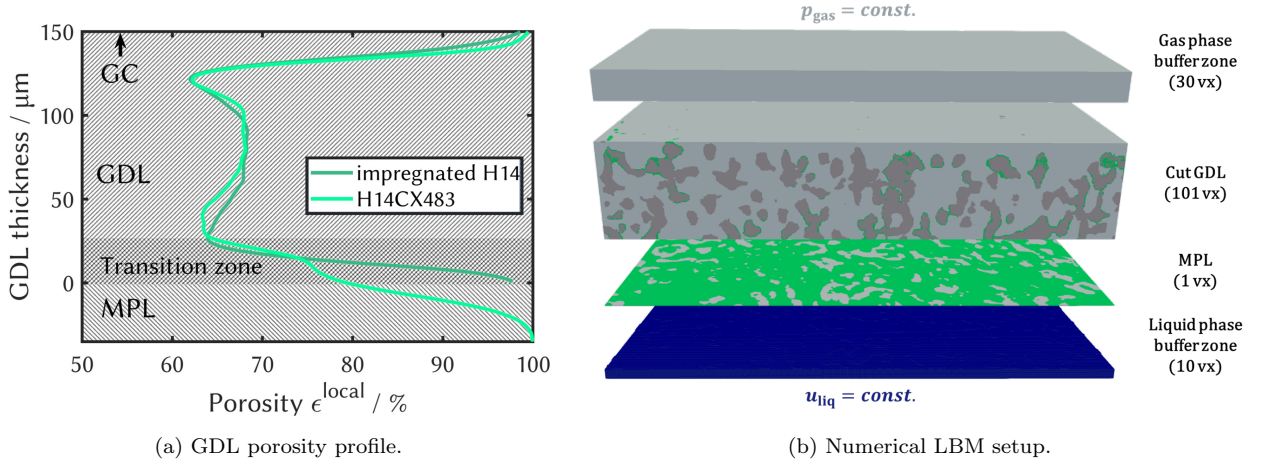 150
100
50
0
GDL thickness / µm
GC
GDL
Transition zone
MPL
impregnated H14
H14CX483
50 60 70 80 90 100
Porosity ϵ^local / %
(a) GDL porosity profile.
p_gas = const.
Gas phase
buffer zone
(30 vx)
Cut GDL
(101 vx)
MPL
(1 vx)
Liquid phase
buffer zone
(10 vx)
u_liq = const.
(b) Numerical LBM setup.